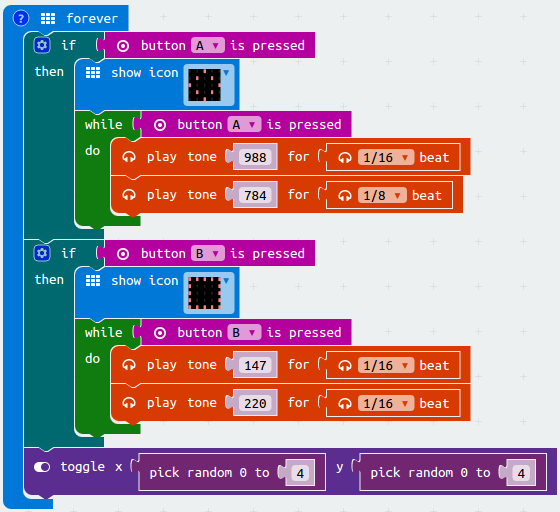 ? forever
if button A is pressed
then show icon
while button A is pressed
do play tone 988 for 1/16 beat
play tone 784 for 1/8 beat
if button B is pressed
then show icon
while button B is pressed
do play tone 147 for 1/16 beat
play tone 220 for 1/16 beat
toggle x pick random 0 to 4 y pick random 0 to 4